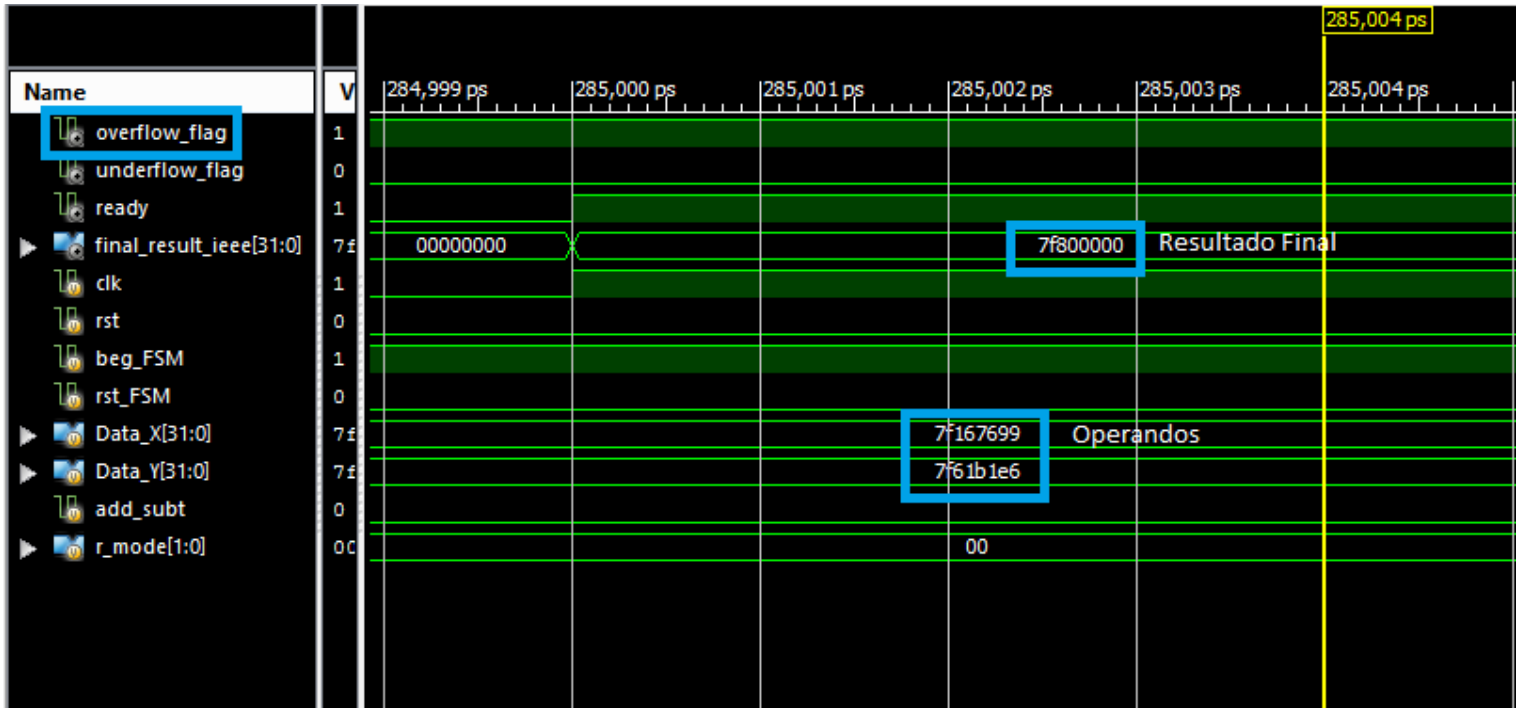 285,004 ps
Name V 284,999 ps 285,000 ps 285,001 ps 285,002 ps 285,003 ps 285,004 ps
overflow_flag 1
underflow_flag 0
ready 1
final_result_ieee[31:0] 7f 00000000 7f800000 Resultado Final
clk 1
rst 0
beg_FSM 1
rst_FSM 0
Data_X[31:0] 7f 7f167699 Operandos
Data_Y[31:0] 7f 7f61b1e6
add_subt 0
r_mode[1:0] 00 00